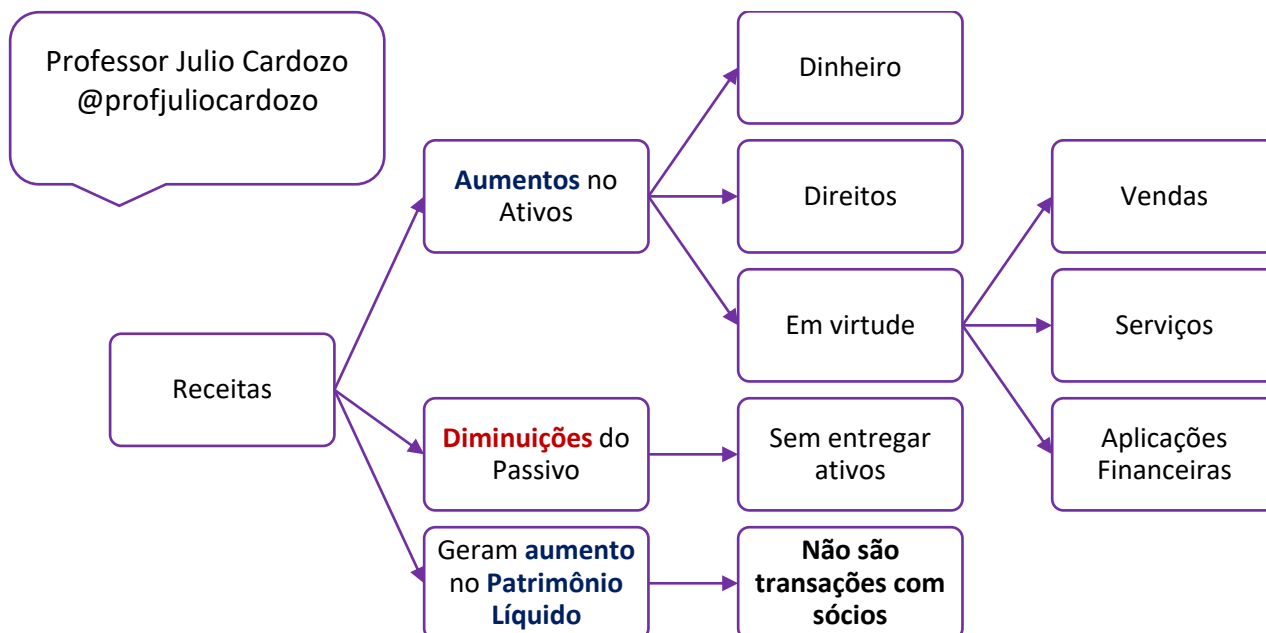 Professor Julio Cardozo
@profjuliocardozo
Dinheiro
Aumentos no
Ativos
Direitos
Vendas
Em virtude
Serviços
Receitas
Diminuições do
Passivo
Sem entregar
ativos
Aplicações
Financeiras
Geram aumento
no Patrimônio
Líquido
Não são
transações com
sócios